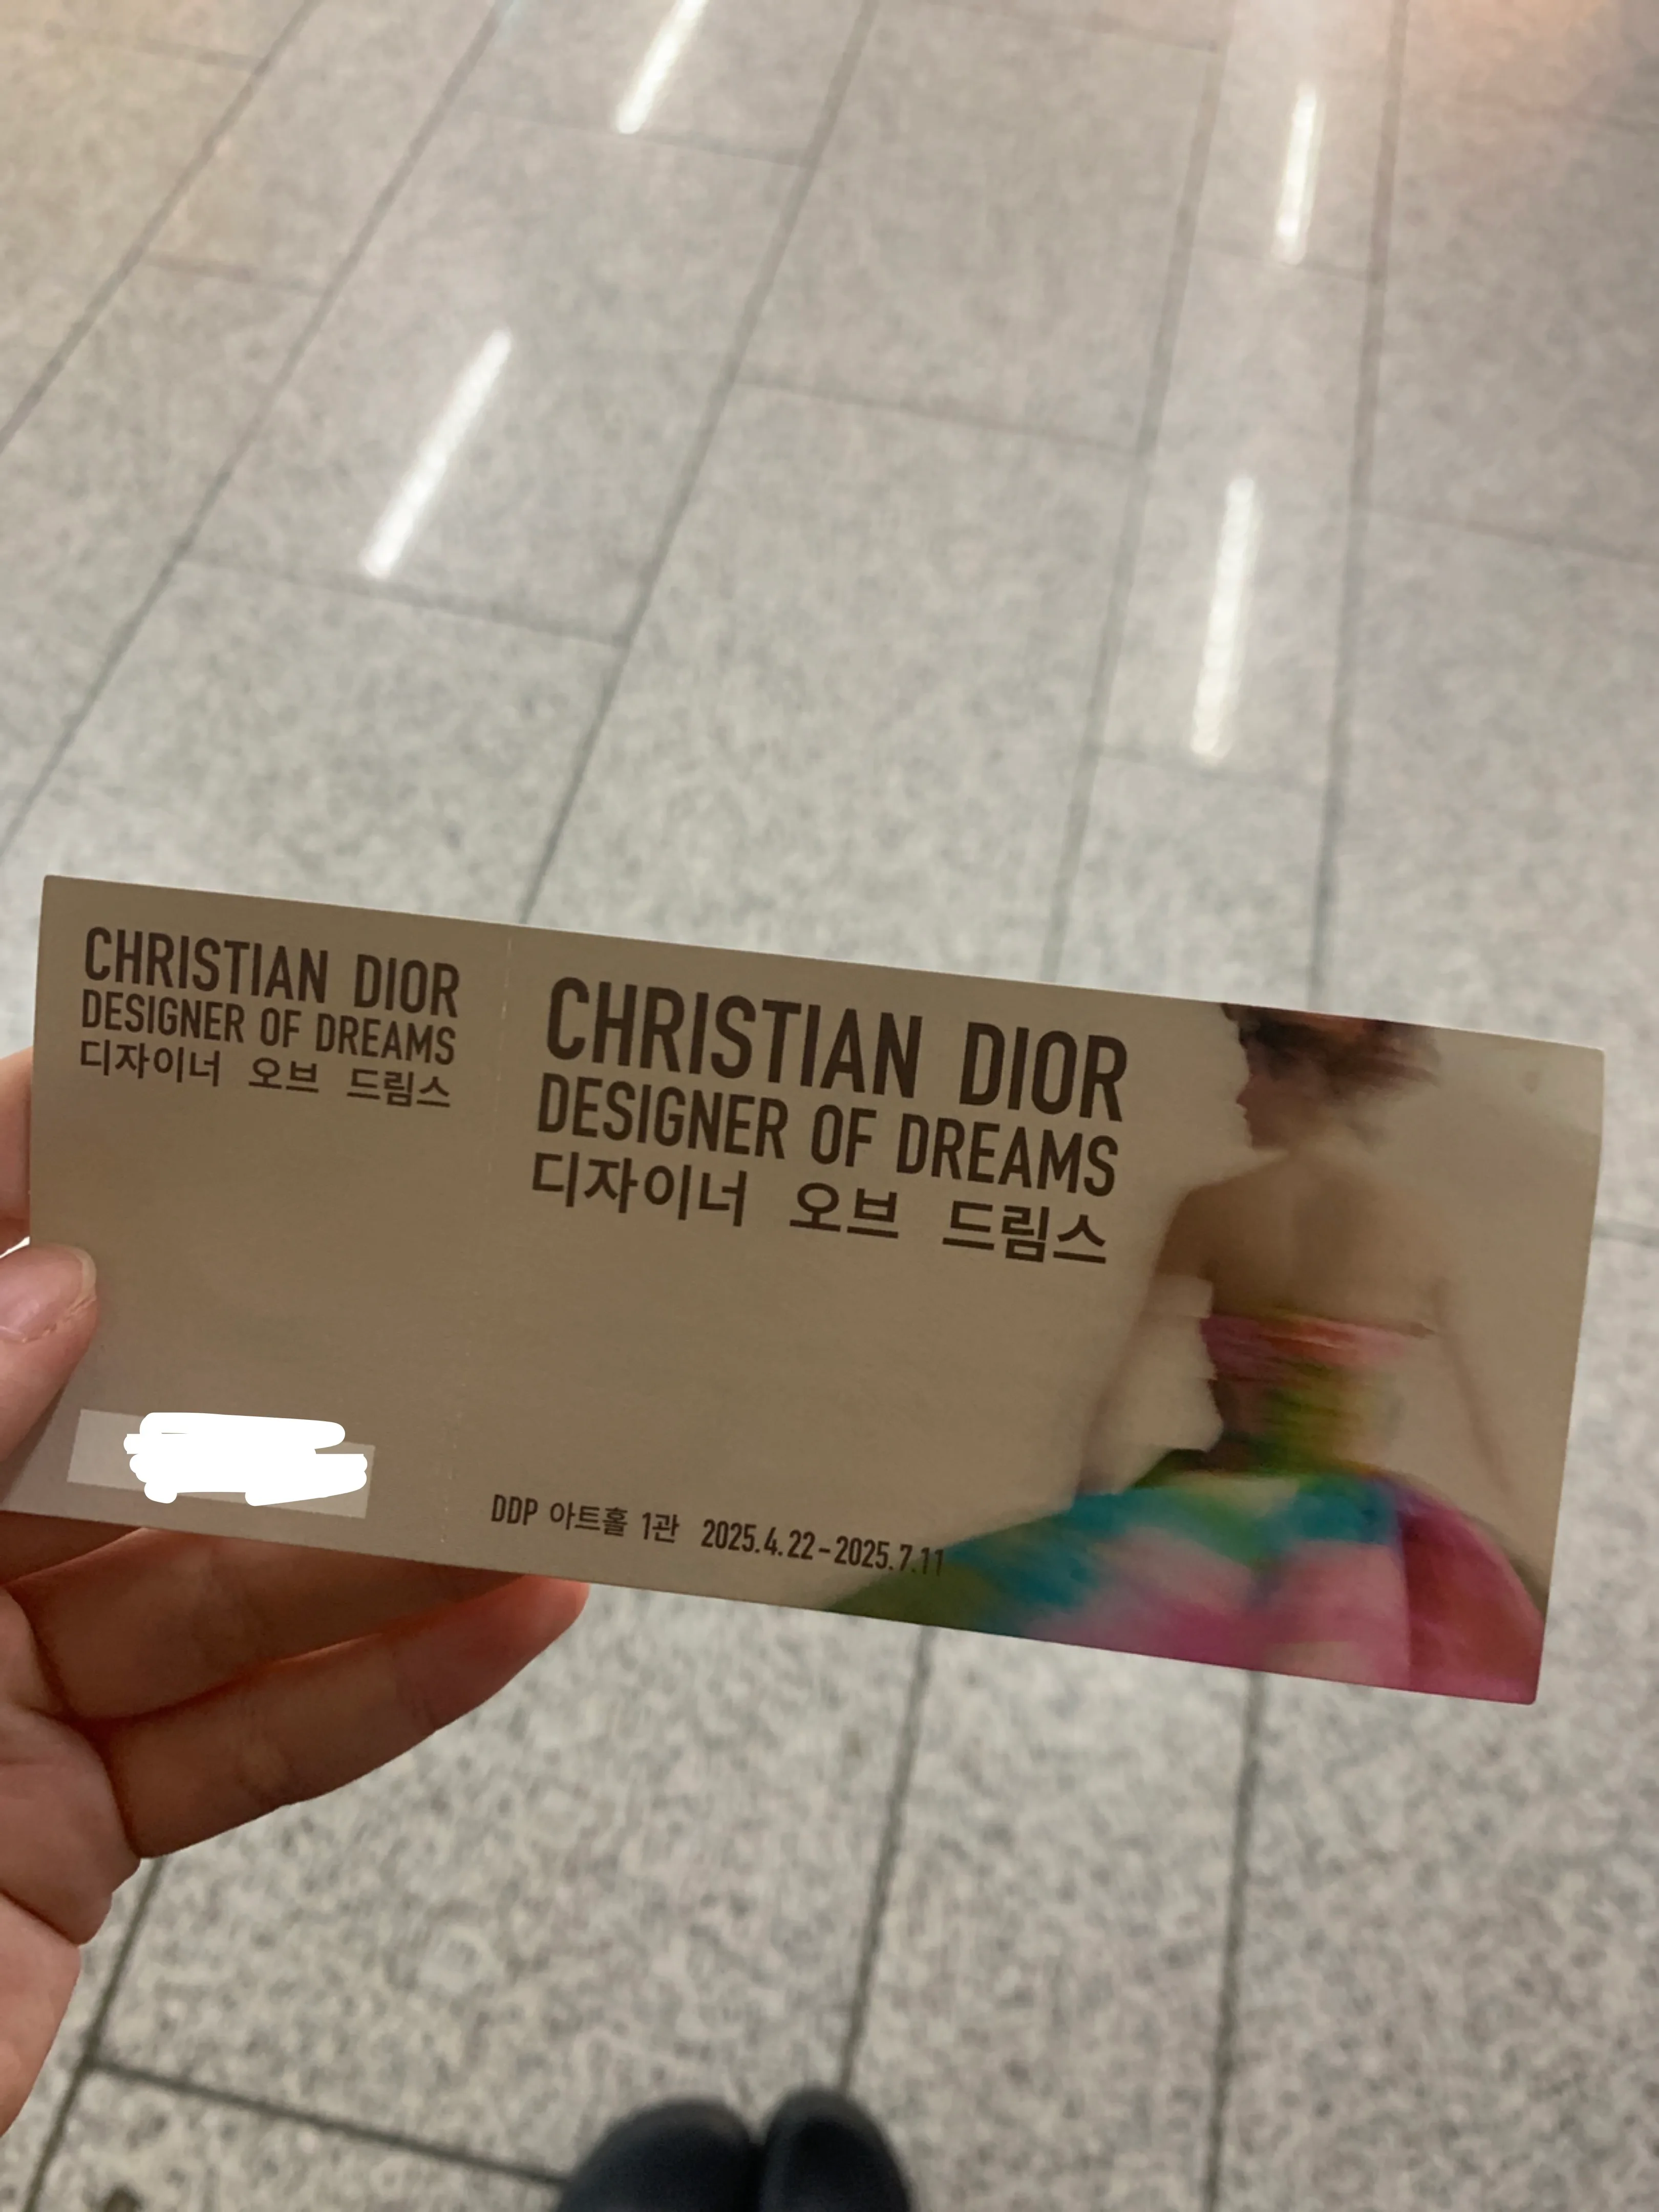 CHRISTIAN DIOR
DESIGNER OF DREAMS
디자이너 오브 드림스
CHRISTIAN DIOR
DESIGNER OF DREAMS
디자이너 오브 드림스
DDP 아트홀 1관 2025.4.22-2025.7.11